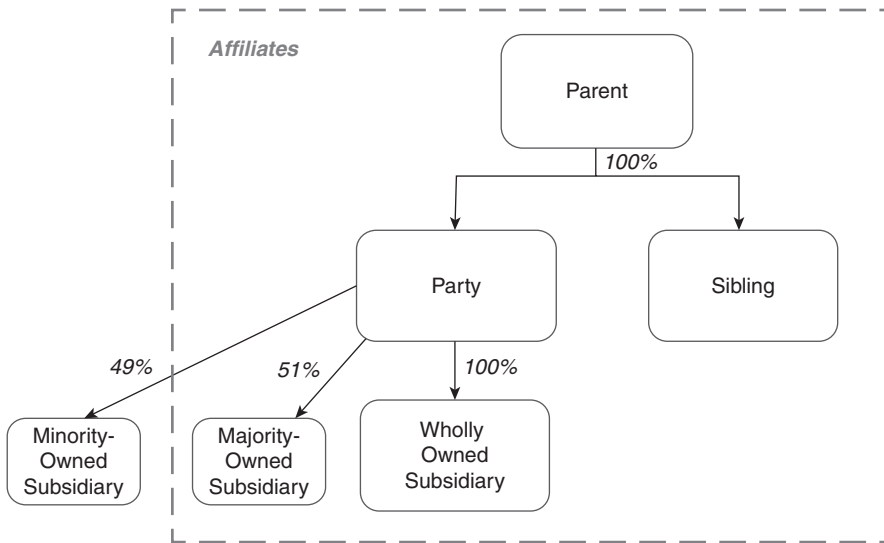 Affiliates
Parent
100%
Party
Sibling
49%
51%
100%
Minority-
Owned
Subsidiary
Majority-
Owned
Subsidiary
Wholly
Owned
Subsidiary